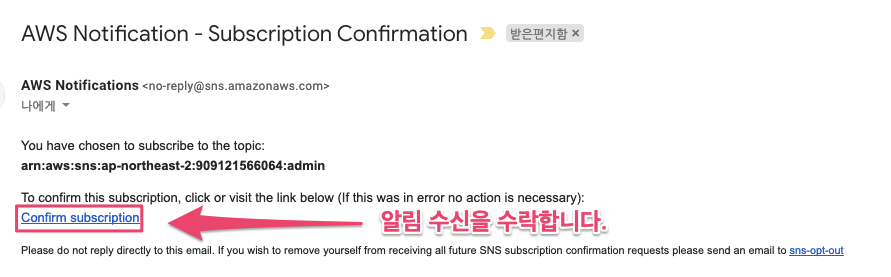 AWS Notification - Subscription Confirmation 받은편지함 ×
AWS Notifications <no-reply@sns.amazonaws.com>
나에게
You have chosen to subscribe to the topic:
arn:aws:sns:ap-northeast-2:909121566064:admin
To confirm this subscription, click or visit the link below (If this was in error no action is necessary):
Confirm subscription 알림 수신을 수락합니다.
Please do not reply directly to this email. If you wish to remove yourself from receiving all future SNS subscription confirmation requests please send an email to sns-opt-out